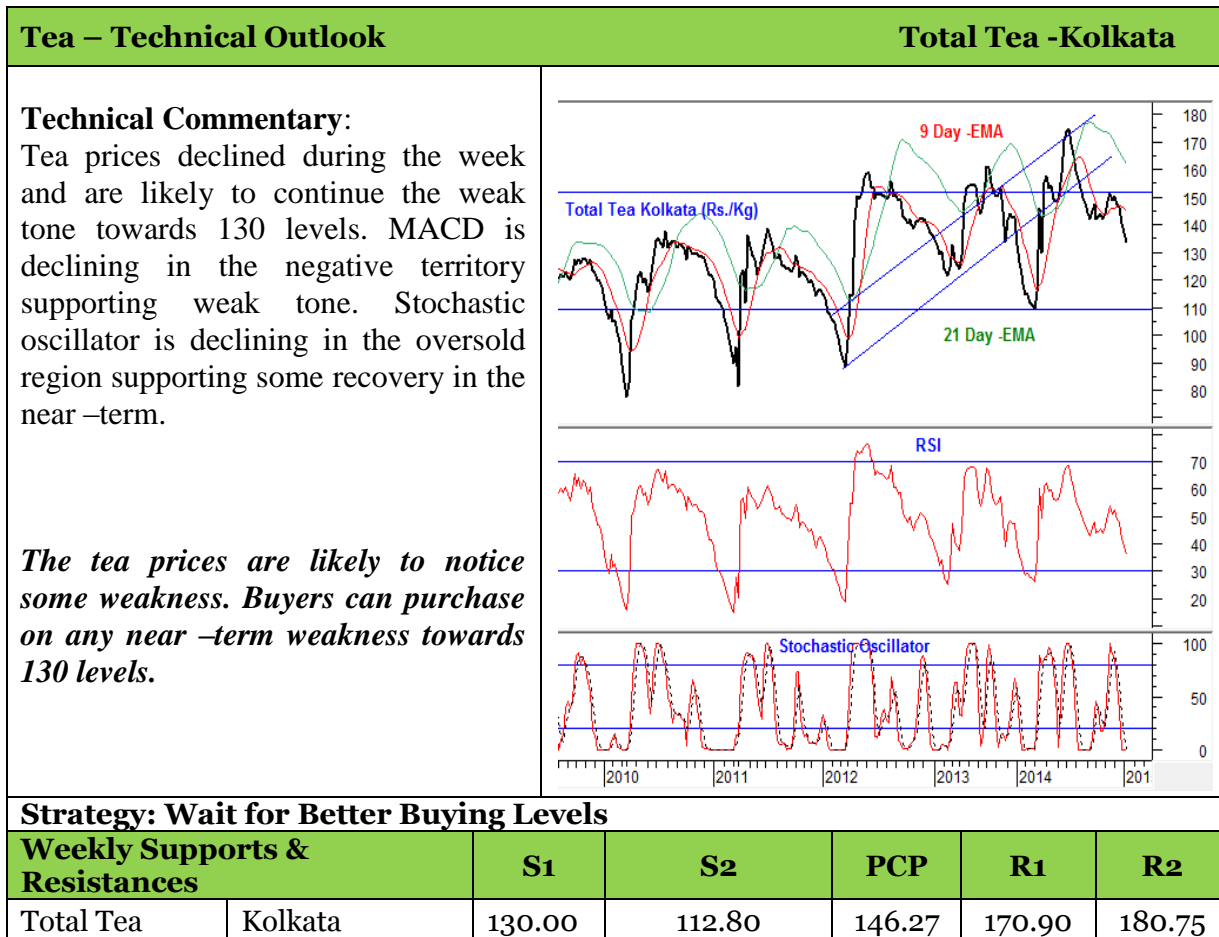 Tea – Technical Outlook Total Tea -Kolkata
Technical Commentary:
Tea prices declined during the week
and are likely to continue the weak
tone towards 130 levels. MACD is
declining in the negative territory
supporting weak tone. Stochastic
oscillator is declining in the oversold
region supporting some recovery in the
near –term.
The tea prices are likely to notice
some weakness. Buyers can purchase
on any near –term weakness towards
130 levels.
9 Day -EMA
Total Tea Kolkata (Rs./Kg)
21 Day -EMA
180
170
160
150
140
130
120
110
100
90
80
RSI
70
60
50
40
30
20
Stochastic Oscillator
100
50
0
2010 2011 2012 2013 2014 201
Strategy: Wait for Better Buying Levels
Weekly Supports & S1 S2 PCP R1 R2
Resistances
Total Tea Kolkata 130.00 112.80 146.27 170.90 180.75